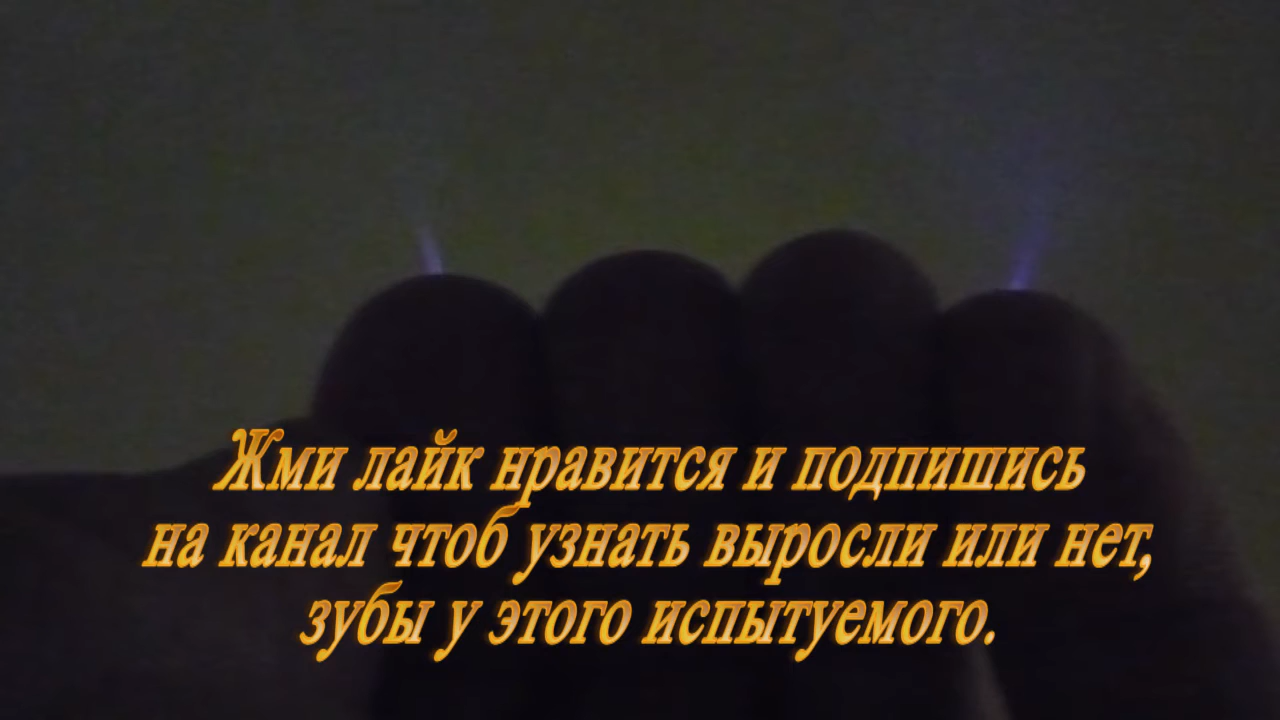 Жми лайк нравится и подпишись
на канал чтоб узнать выросли или нет,
зубы у этого испытуемого.